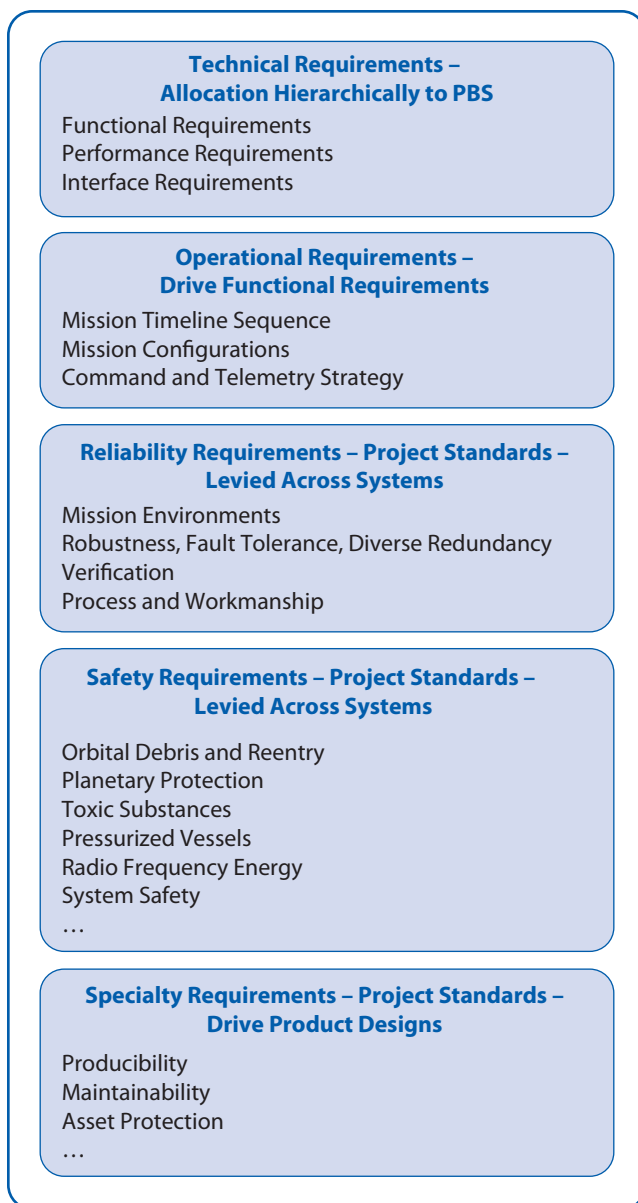 Technical Requirements –
Allocation Hierarchically to PBS
Functional Requirements
Performance Requirements
Interface Requirements
Operational Requirements –
Drive Functional Requirements
Mission Timeline Sequence
Mission Configurations
Command and Telemetry Strategy
Reliability Requirements – Project Standards –
Levied Across Systems
Mission Environments
Robustness, Fault Tolerance, Diverse Redundancy
Verification
Process and Workmanship
Safety Requirements – Project Standards –
Levied Across Systems
Orbital Debris and Reentry
Planetary Protection
Toxic Substances
Pressurized Vessels
Radio Frequency Energy
System Safety
…
Specialty Requirements – Project Standards –
Drive Product Designs
Producibility
Maintainability
Asset Protection
…